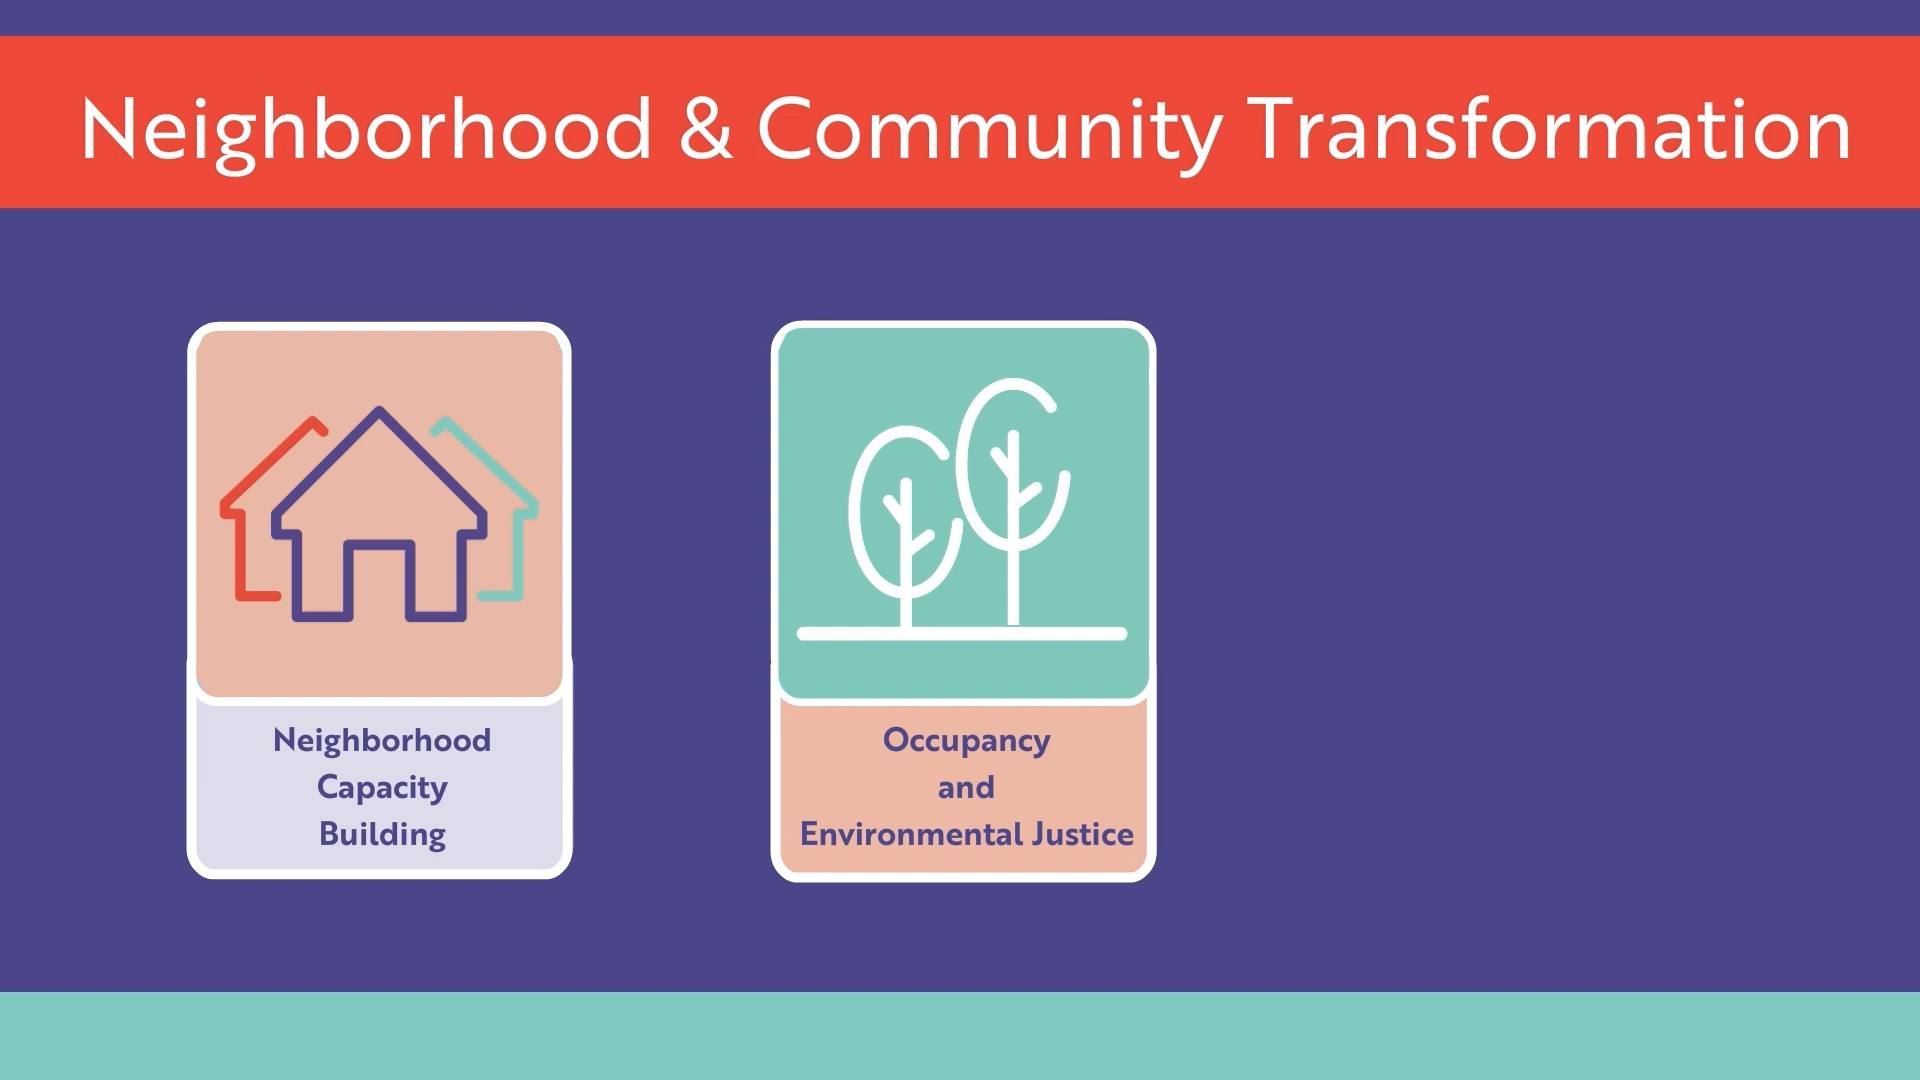 Neighborhood & Community Transformation
Neighborhood
Capacity
Building
Occupancy
and
Environmental Justice